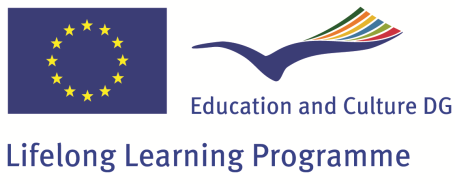 Education and Culture DG
Lifelong Learning Programme